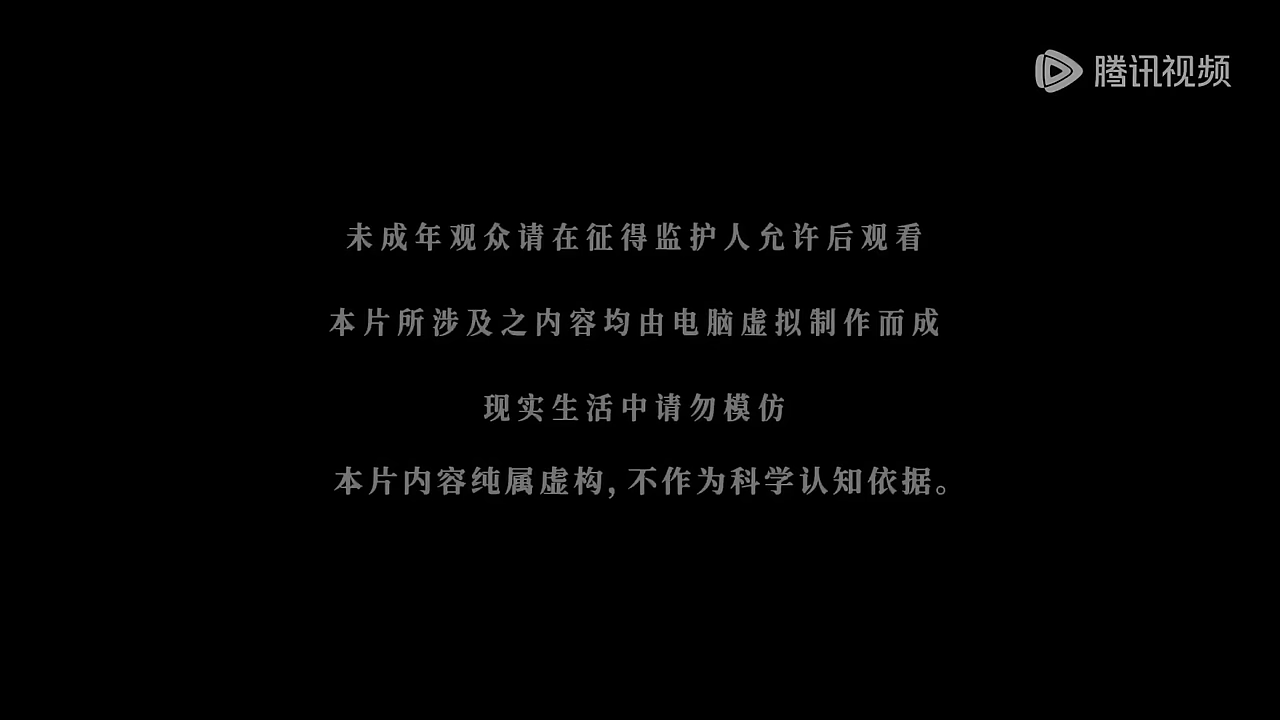 腾讯视频
未成年观众请在征得监护人允许后观看
本片所涉及之内容均由电脑虚拟制作而成
现实生活中请勿模仿
本片内容纯属虚构,不作为科学认知依据。